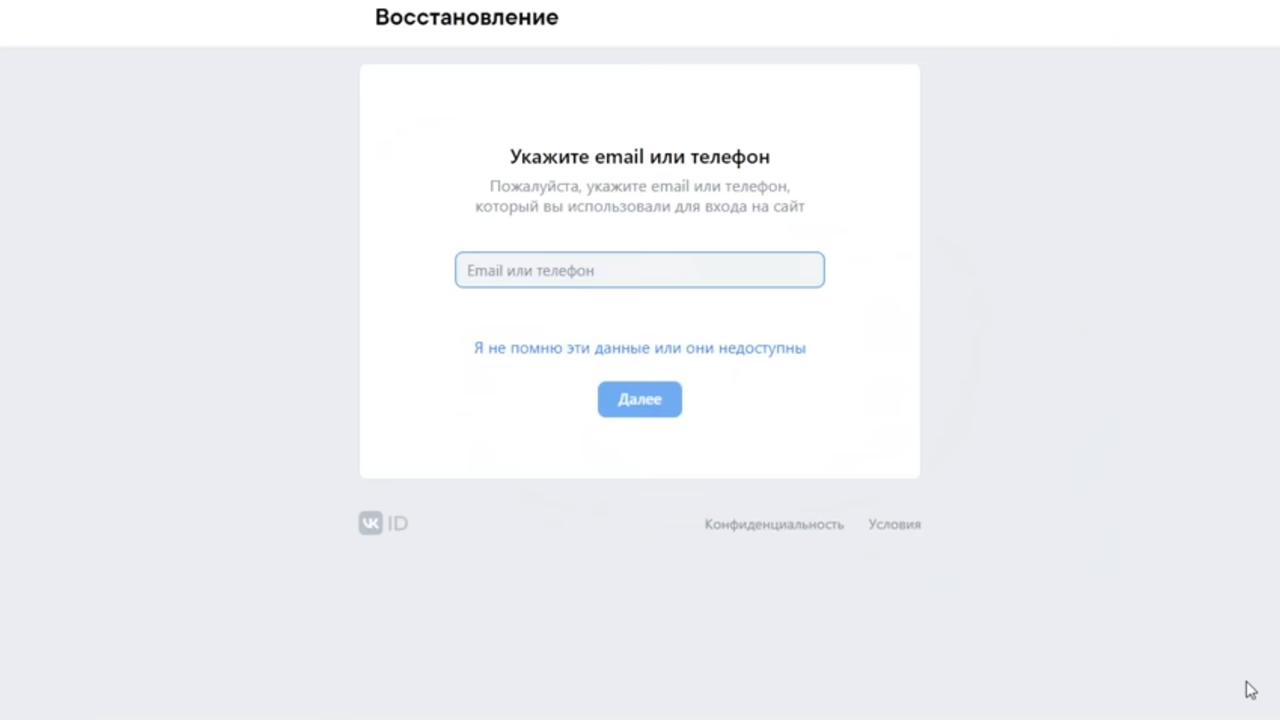 Восстановление
Укажите email или телефон
Пожалуйста, укажите email или телефон,
который вы использовали для входа на сайт
Email или телефон
Я не помню эти данные или они недоступны
Далее
VK ID
Конфиденциальность Условия